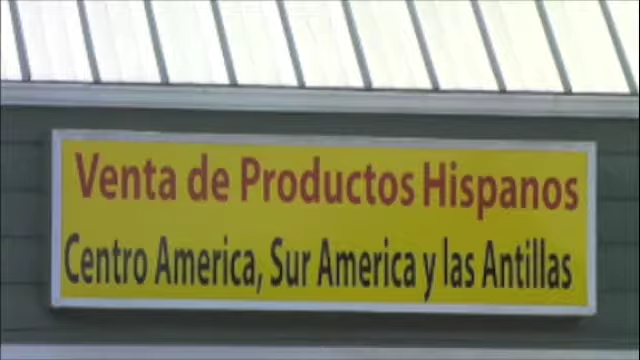 Venta de Productos Hispanos
Centro America, Sur America y las Antillas